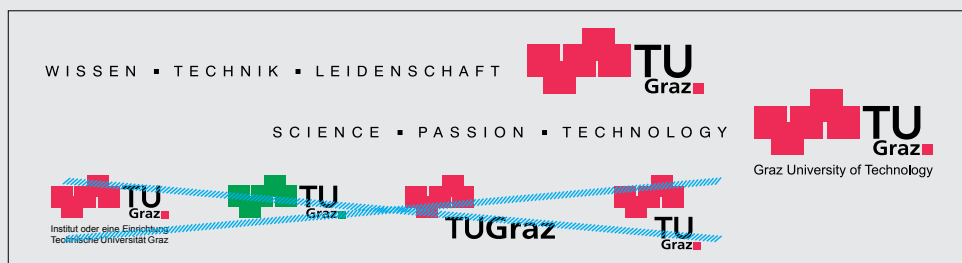 WISSEN ▪ TECHNIK ▪ LEIDENSCHAFT
TU
Graz
SCIENCE ▪ PASSION ▪ TECHNOLOGY
TU
Graz
Graz University of Technology
TU
Graz
Institut oder eine Einrichtung
Technische Universität Graz
TU
Graz
TUGraz
TU
Graz